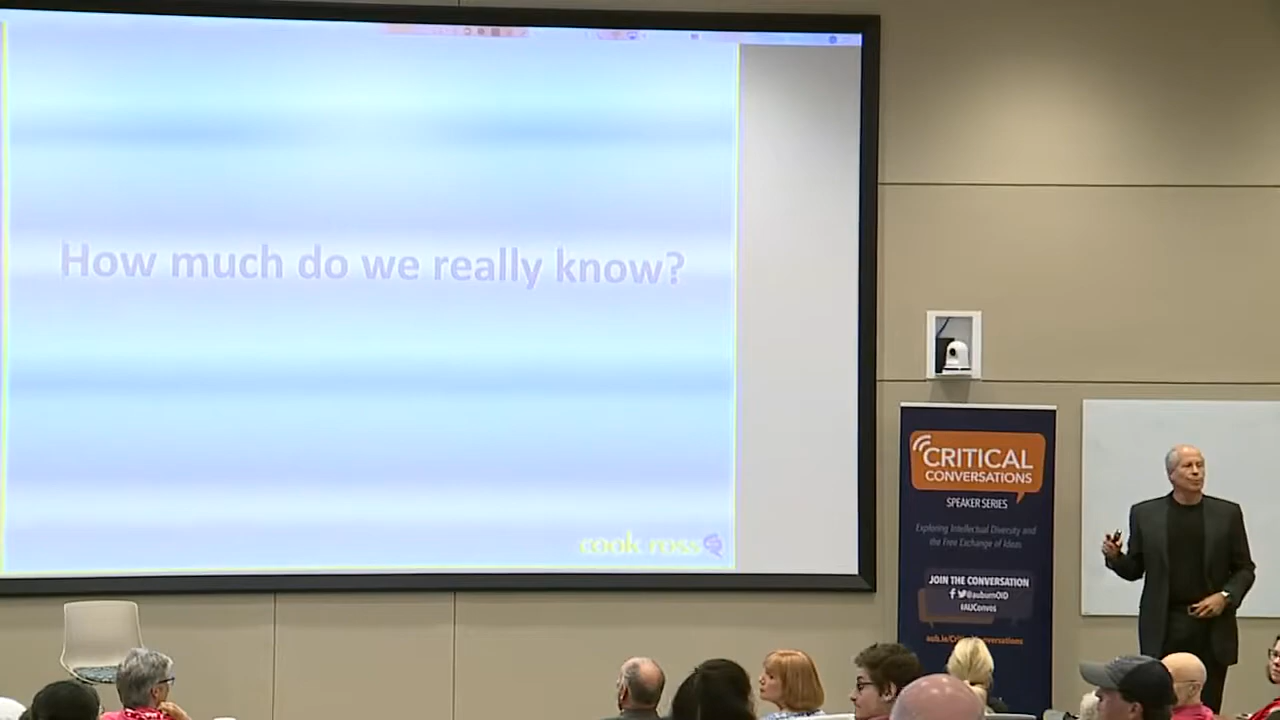 How much do we really know?
cook ross
CRITICAL
CONVERSATIONS
SPEAKER SERIES
Exploring Intellectual Diversity and
the Free Exchange of Ideas
JOIN THE CONVERSATION
@auburnOID
#AUConvos